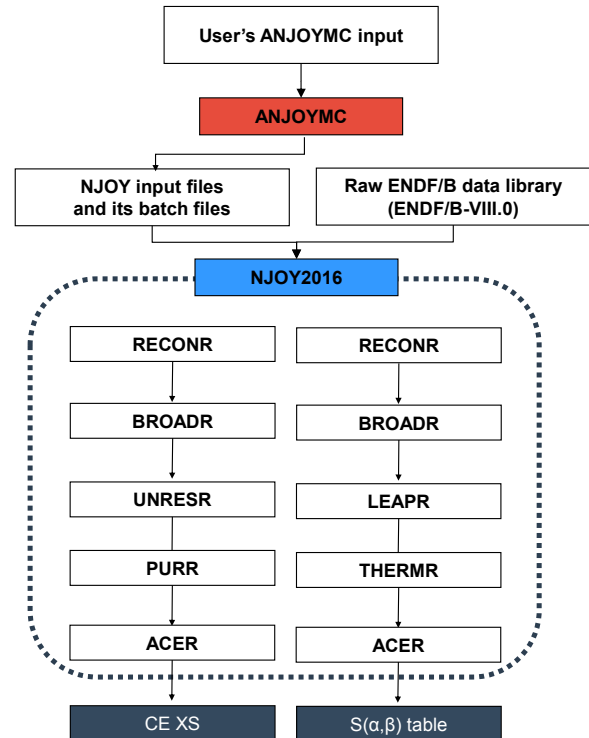 User's ANJOYMC input
ANJOYMC
NJOY input files
and its batch files
Raw ENDF/B data library
(ENDF/B-VIII.0)
NJOY2016
RECONR
BROADR
UNRESR
PURR
ACER
CE XS
RECONR
BROADR
LEAPR
THERMR
ACER
S(α,β) table